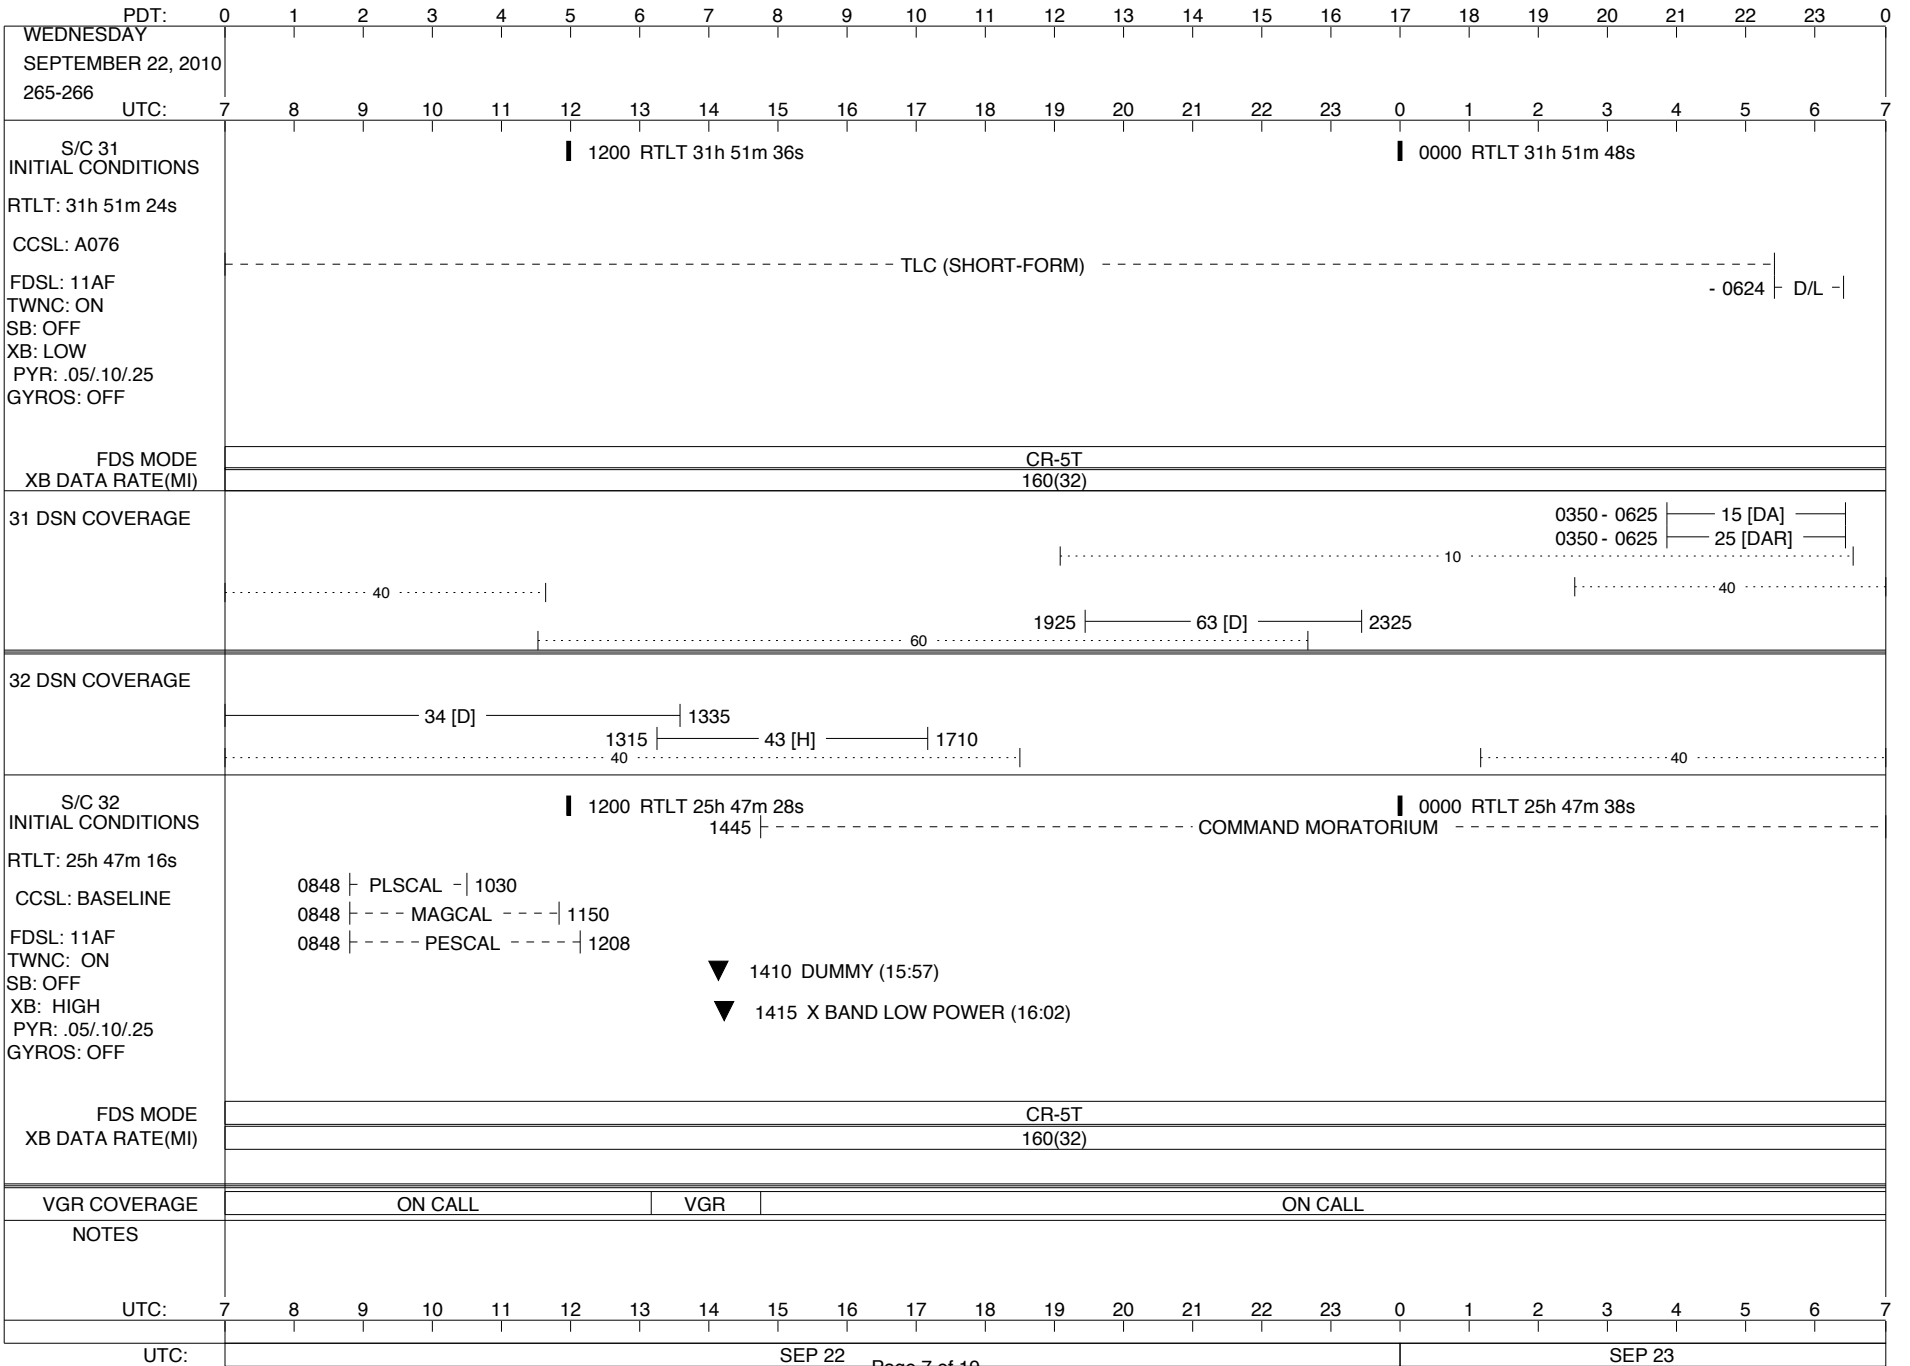 PDT: 0 1 2 3 4 5 6 7 8 9 10 11 12 13 14 15 16 17 18 19 20 21 22 23 0
WEDNESDAY
SEPTEMBER 22, 2010
265-266
UTC: 7 8 9 10 11 12 13 14 15 16 17 18 19 20 21 22 23 0 1 2 3 4 5 6 7
S/C 31
INITIAL CONDITIONS
1200 RTLT 31h 51m 36s
0000 RTLT 31h 51m 48s
RTLT: 31h 51m 24s
CCSL: A076
TLC (SHORT-FORM)
FDSL: 11AF
- 0624 D/L
TWNC: ON
SB: OFF
XB: LOW
PYR: .05/.10/.25
GYROS: OFF
FDS MODE CR-5T
XB DATA RATE(MI) 160(32)
31 DSN COVERAGE
0350 - 0625 15 [DA]
0350 - 0625 25 [DAR]
10
40 40
1925 63 [D] 2325
60
32 DSN COVERAGE
34 [D] 1335
1315 43 [H] 1710
40 40
S/C 32
INITIAL CONDITIONS
1200 RTLT 25h 47m 28s
0000 RTLT 25h 47m 38s
1445 COMMAND MORATORIUM
RTLT: 25h 47m 16s
0848 PLSCAL 1030
CCSL: BASELINE
0848 MAGCAL 1150
FDSL: 11AF
0848 PESCAL 1208
TWNC: ON
1410 DUMMY (15:57)
SB: OFF
XB: HIGH
1415 X BAND LOW POWER (16:02)
PYR: .05/.10/.25
GYROS: OFF
FDS MODE CR-5T
XB DATA RATE(MI) 160(32)
VGR COVERAGE ON CALL VGR ON CALL
NOTES
UTC: 7 8 9 10 11 12 13 14 15 16 17 18 19 20 21 22 23 0 1 2 3 4 5 6 7
UTC: SEP 22 SEP 23
Page 7 of 10